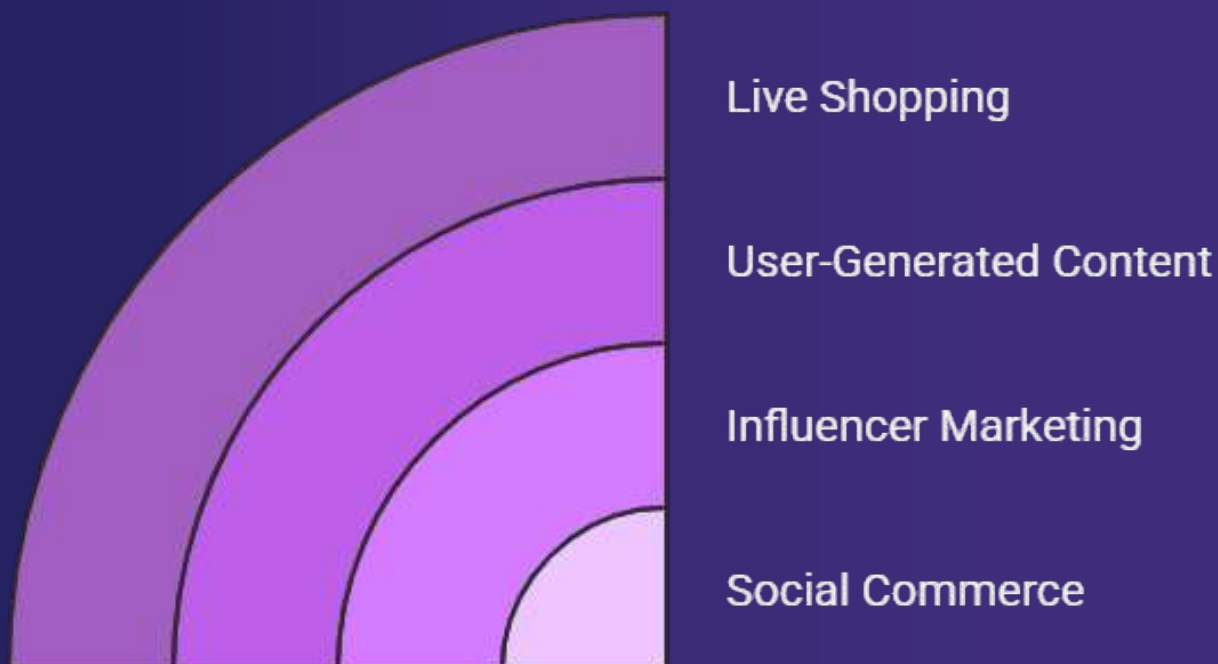 Live Shopping
User-Generated Content
Influencer Marketing
Social Commerce